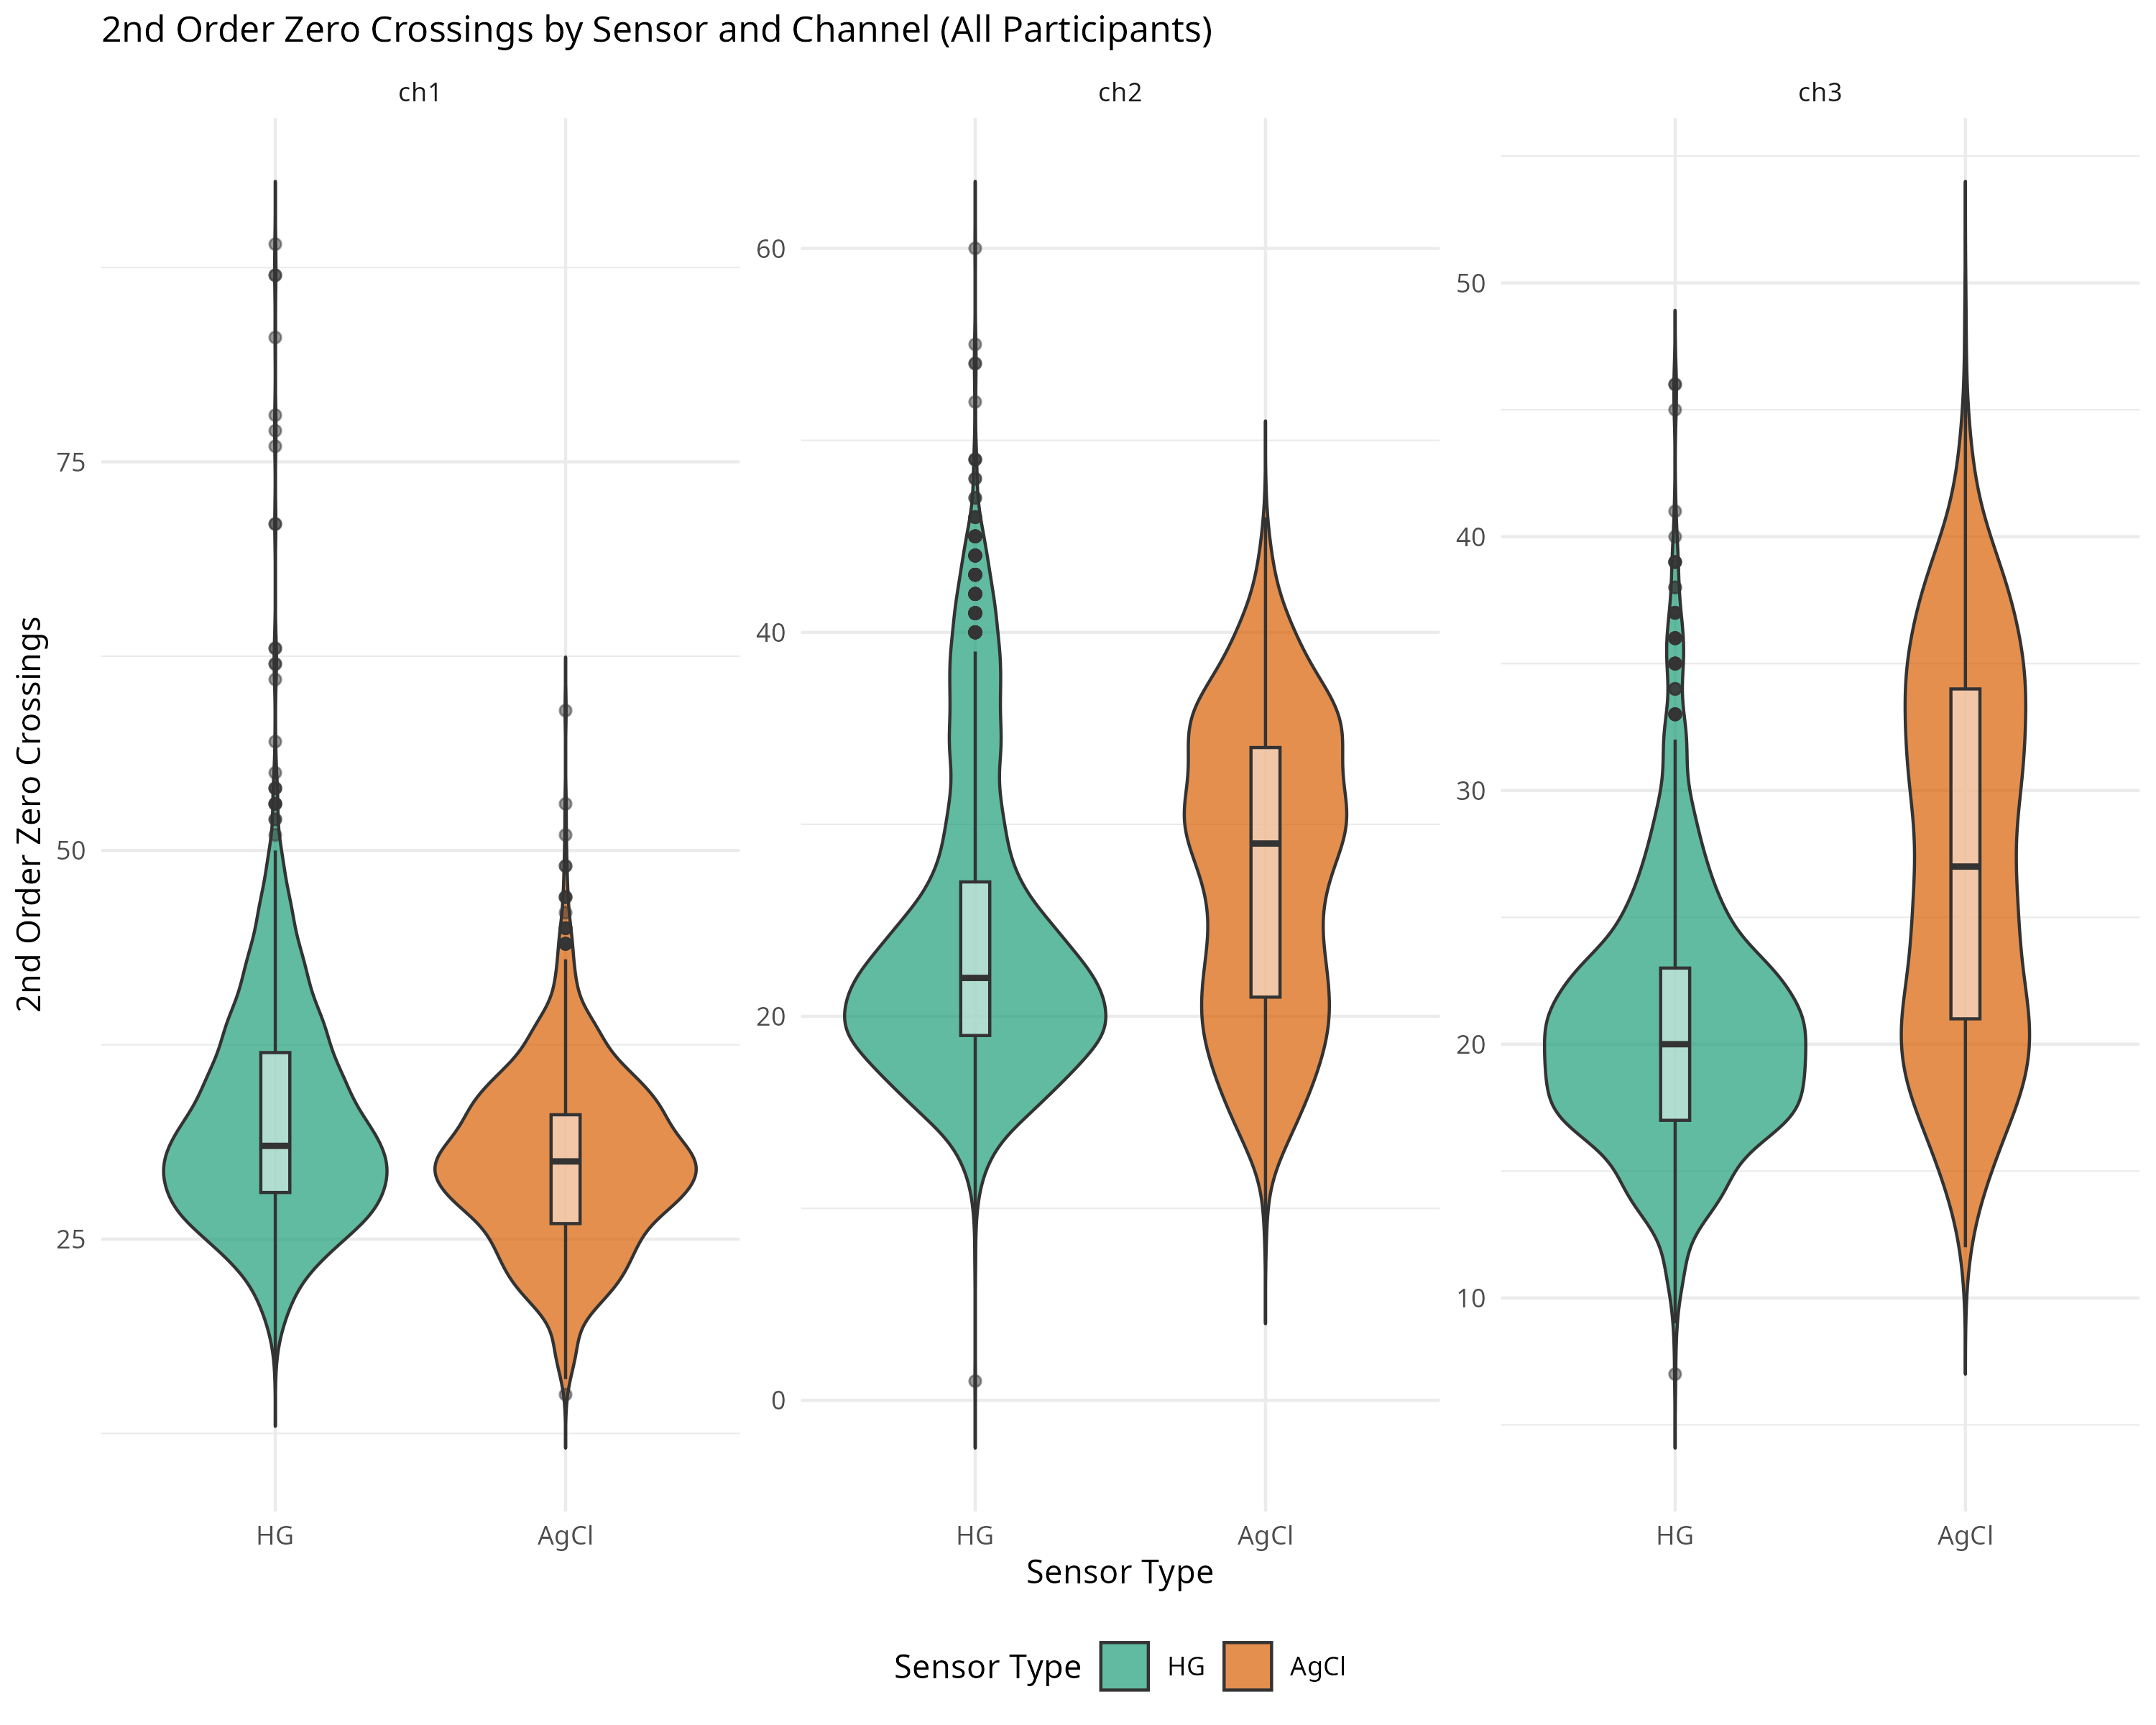 2nd Order Zero Crossings by Sensor and Channel (All Participants)
ch1
ch2
ch3
2nd Order Zero Crossings
75
50
25
60
40
20
0
50
40
30
20
10
HG
AgCl
HG
AgCl
HG
AgCl
Sensor Type
Sensor Type
HG
AgCl